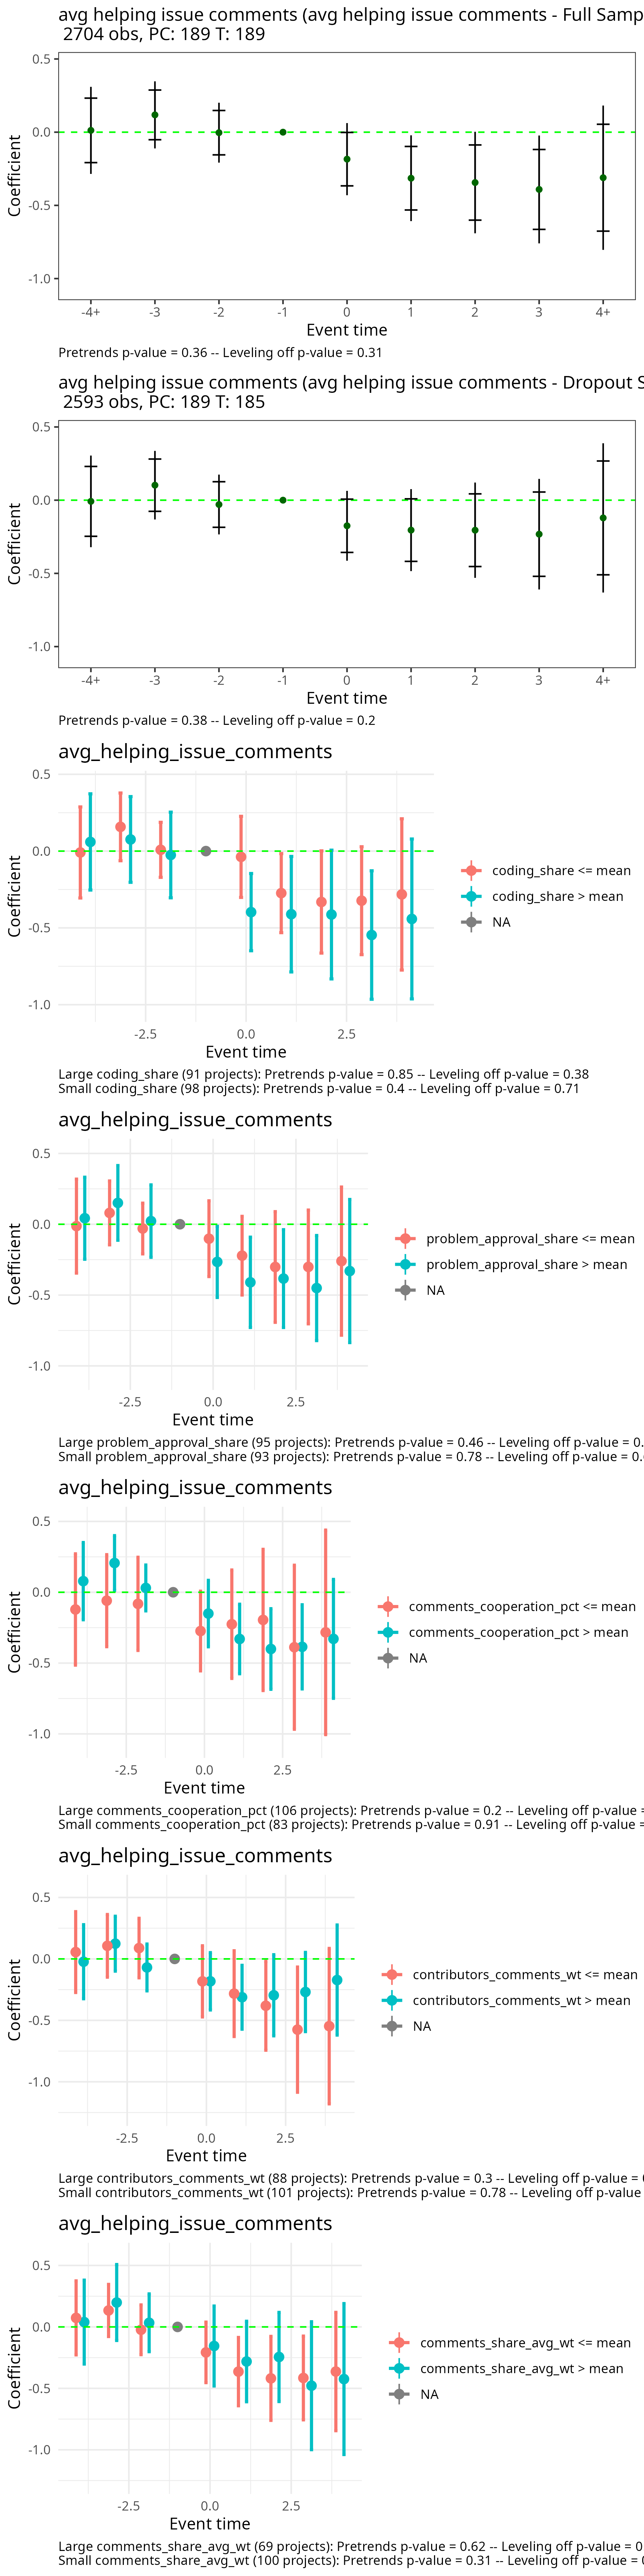 avg helping issue comments (avg helping issue comments - Full Samp
2704 obs, PC: 189 T: 189
0.5
0.0
-0.5
-1.0
Coefficient
-4+ -3 -2 -1 0 1 2 3 4+
Event time
Pretrends p-value = 0.36 -- Leveling off p-value = 0.31
avg helping issue comments (avg helping issue comments - Dropout S
2593 obs, PC: 189 T: 185
0.5
0.0
-0.5
-1.0
Coefficient
-4+ -3 -2 -1 0 1 2 3 4+
Event time
Pretrends p-value = 0.38 -- Leveling off p-value = 0.2
avg_helping_issue_comments
0.5
0.0
-0.5
-1.0
Coefficient
-2.5 0.0 2.5
Event time
coding_share <= mean
coding_share > mean
NA
Large coding_share (91 projects): Pretrends p-value = 0.85 -- Leveling off p-value = 0.38
Small coding_share (98 projects): Pretrends p-value = 0.4 -- Leveling off p-value = 0.71
avg_helping_issue_comments
0.5
0.0
-0.5
-1.0
Coefficient
-2.5 0.0 2.5
Event time
problem_approval_share <= mean
problem_approval_share > mean
NA
Large problem_approval_share (95 projects): Pretrends p-value = 0.46 -- Leveling off p-value = 0.
Small problem_approval_share (93 projects): Pretrends p-value = 0.78 -- Leveling off p-value = 0.
avg_helping_issue_comments
0.5
0.0
-0.5
-1.0
Coefficient
-2.5 0.0 2.5
Event time
comments_cooperation_pct <= mean
comments_cooperation_pct > mean
NA
Large comments_cooperation_pct (106 projects): Pretrends p-value = 0.2 -- Leveling off p-value =
Small comments_cooperation_pct (83 projects): Pretrends p-value = 0.91 -- Leveling off p-value =
avg_helping_issue_comments
0.5
0.0
-0.5
-1.0
Coefficient
-2.5 0.0 2.5
Event time
contributors_comments_wt <= mean
contributors_comments_wt > mean
NA
Large contributors_comments_wt (88 projects): Pretrends p-value = 0.3 -- Leveling off p-value =
Small contributors_comments_wt (101 projects): Pretrends p-value = 0.78 -- Leveling off p-value
avg_helping_issue_comments
0.5
0.0
-0.5
-1.0
Coefficient
-2.5 0.0 2.5
Event time
comments_share_avg_wt <= mean
comments_share_avg_wt > mean
NA
Large comments_share_avg_wt (69 projects): Pretrends p-value = 0.62 -- Leveling off p-value = 0
Small comments_share_avg_wt (100 projects): Pretrends p-value = 0.31 -- Leveling off p-value =